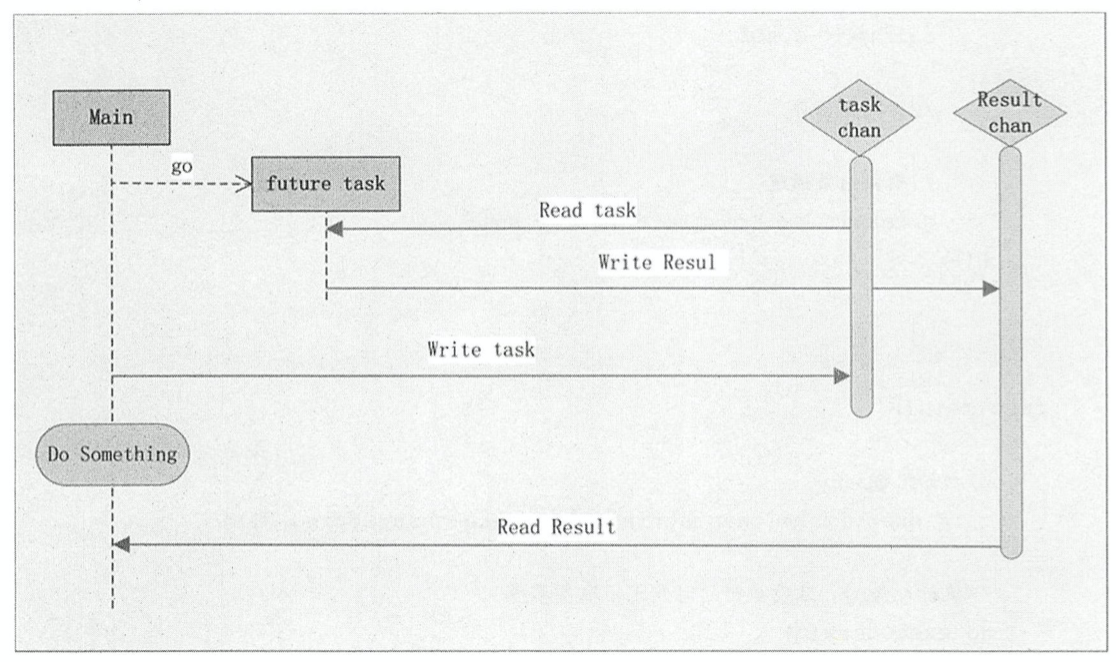 Main
task
chan
Result
chan
go
future task
Read task
Write Resul
Write task
Do Something
Read Result